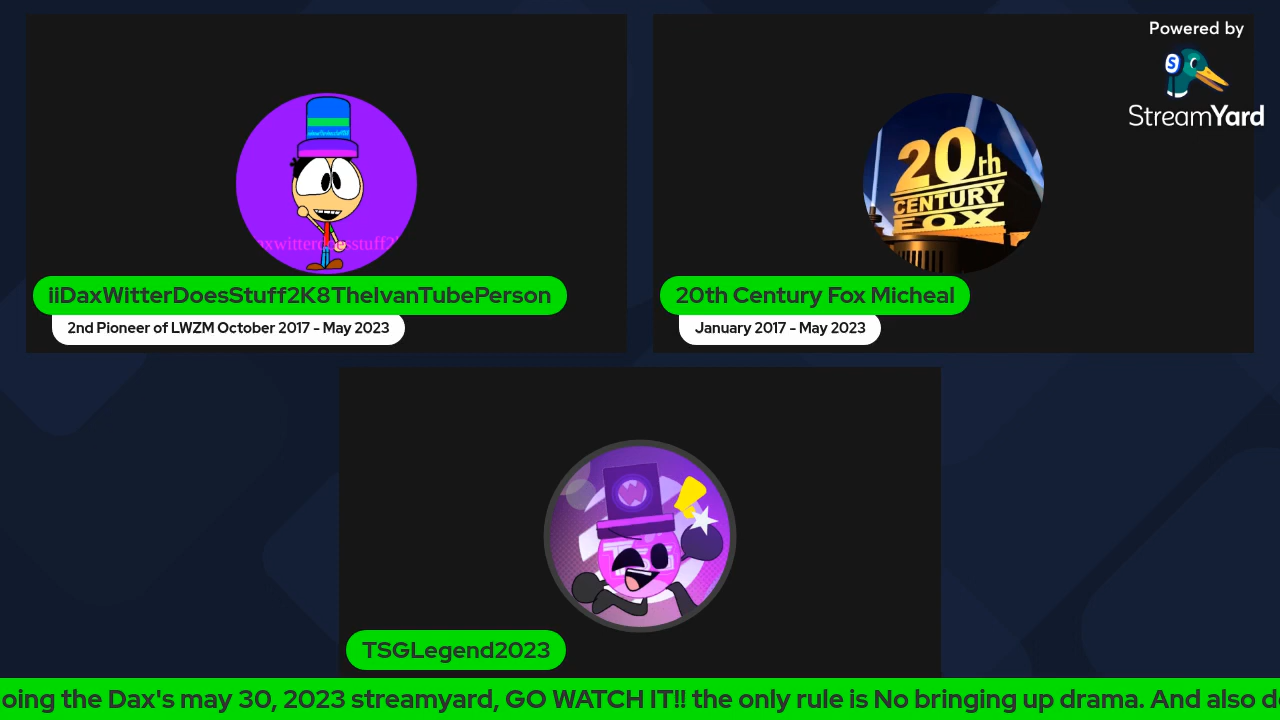 Powered by
StreamYard
20th
CENTURY
FOX
iiDaxWitterDoesStuff2K8TheIvanTubePerson
2nd Pioneer of LWZM October 2017 - May 2023
20th Century Fox Micheal
January 2017 - May 2023
TSG
TSGLegend2023
oing the Dax's may 30, 2023 streamyard, GO WATCH IT!! the only rule is No bringing up drama. And also d